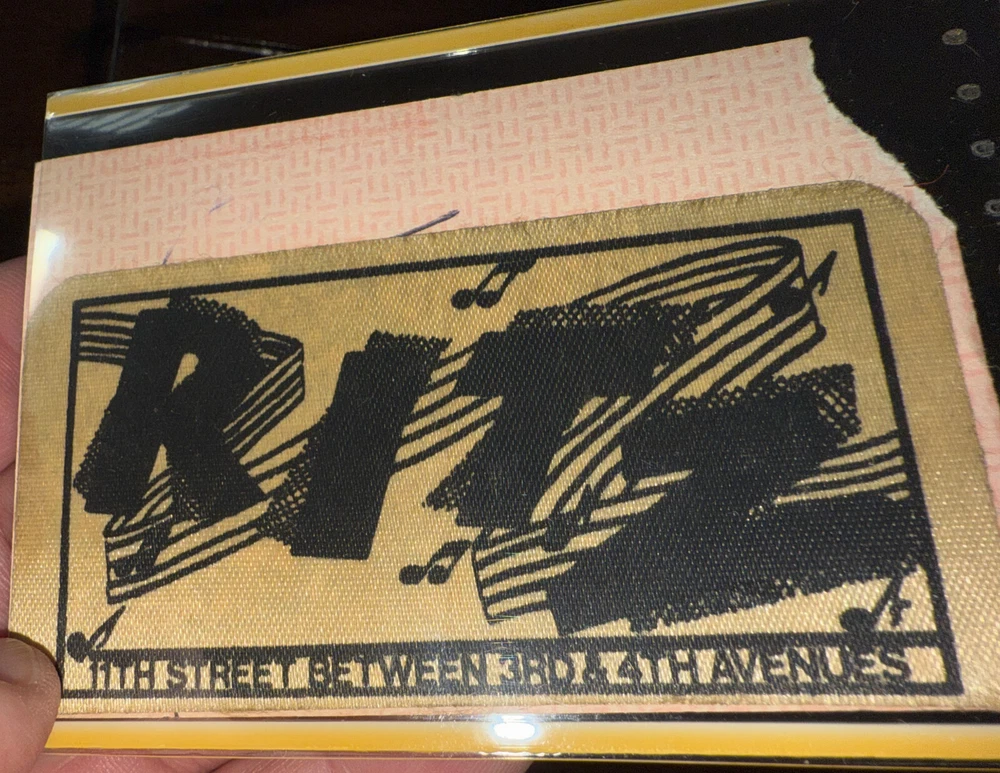 RITZ
11TH STREET BETWEEN 3RD & 4TH AVENUES